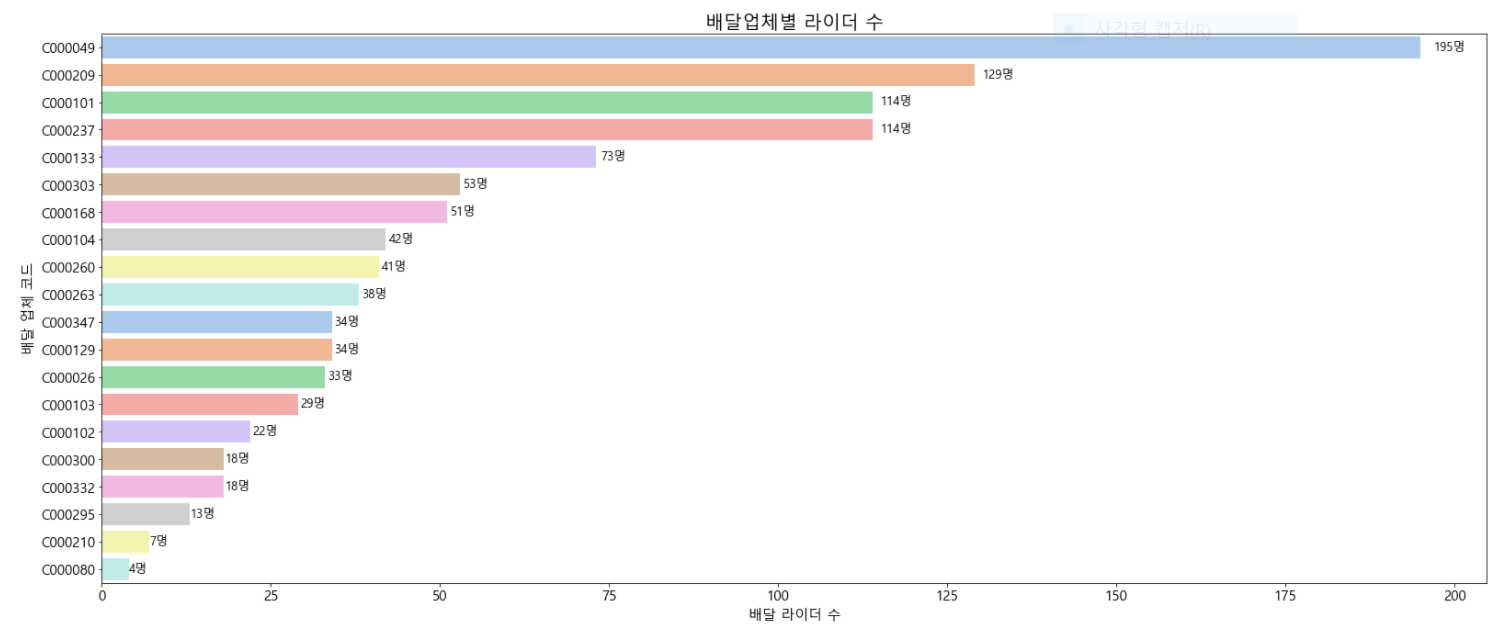 배달업체별 라이더 수
시각형 캡처(R)
C000049 195명
C000209 129명
C000101 114명
C000237 114명
C000133 73명
C000303 53명
C000168 51명
C000104 42명
C000260 41명
C000263 38명
C000347 34명
C000129 34명
C000026 33명
C000103 29명
C000102 22명
C000300 18명
C000332 18명
C000295 13명
C000210 7명
C000080 4명
배달 업체 코드
0 25 50 75 100 125 150 175 200
배달 라이더 수